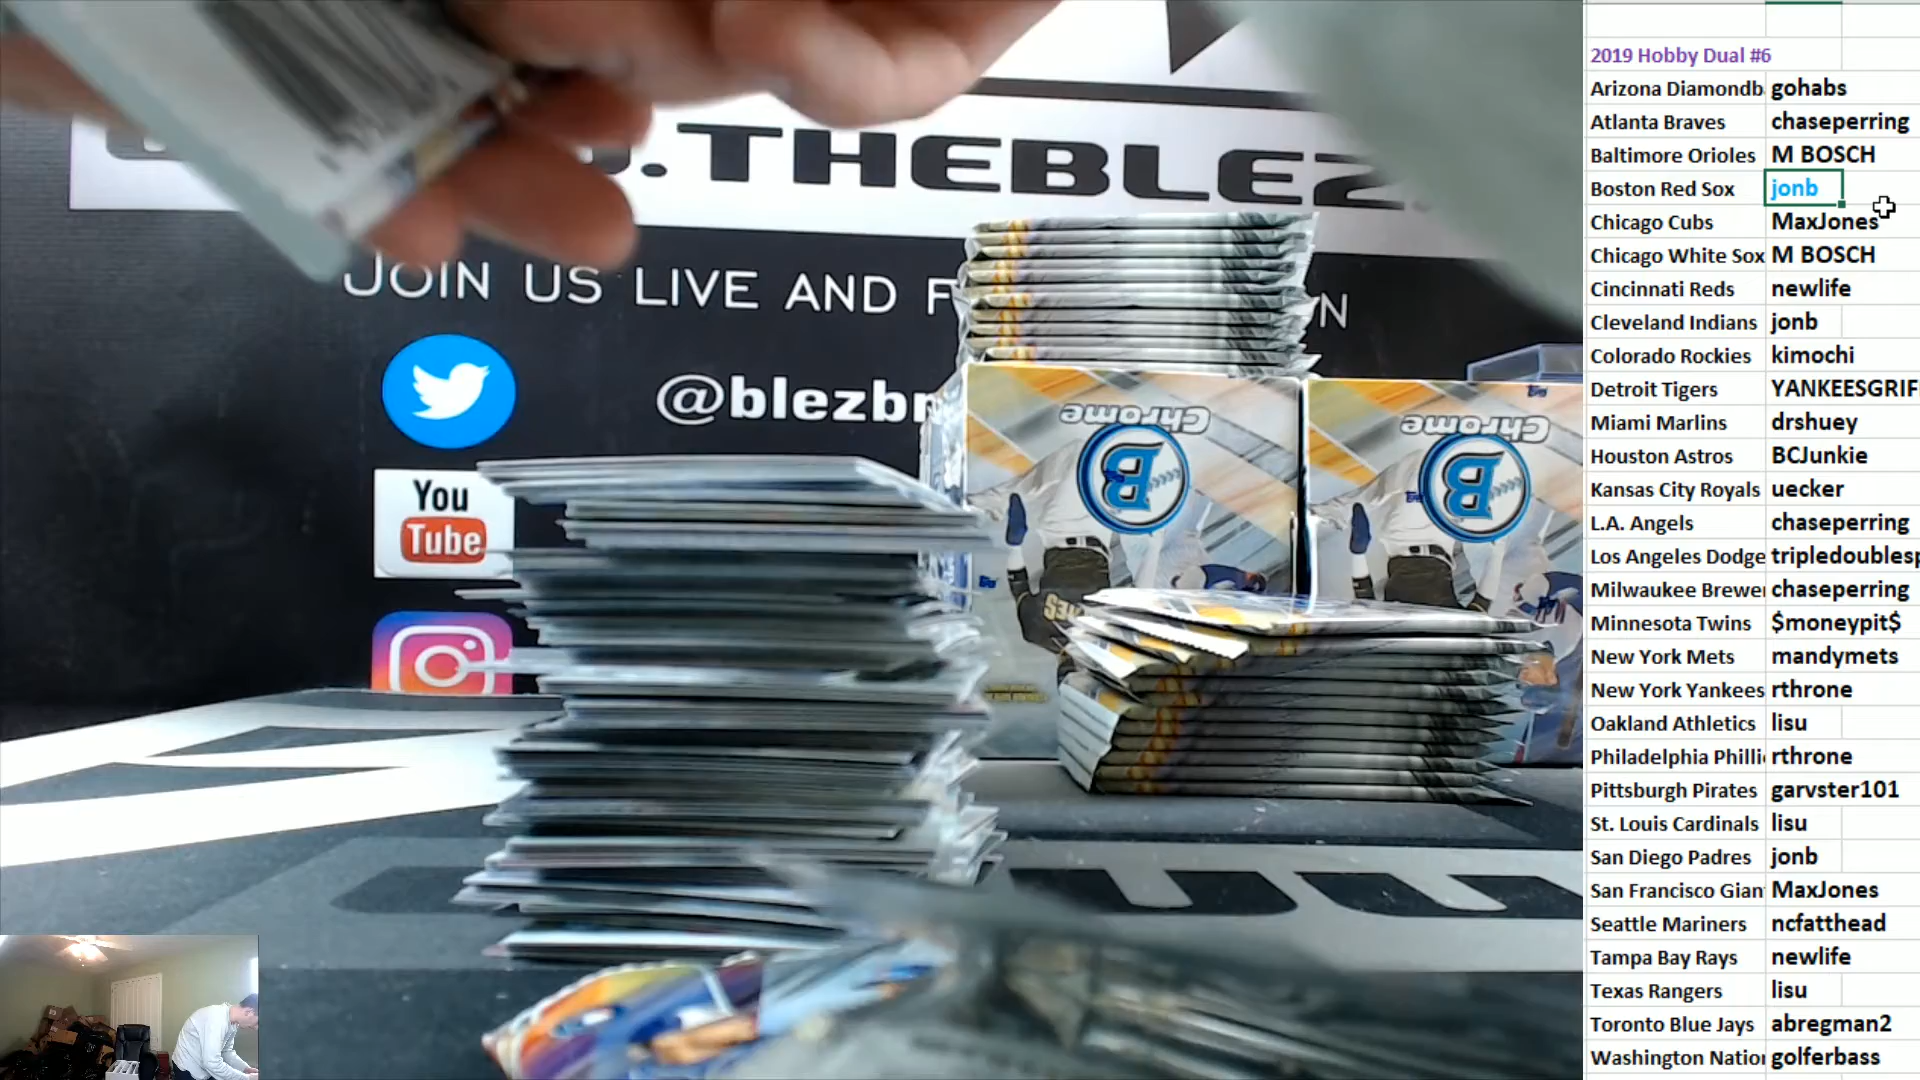 .THEBLEZ.
JOIN US LIVE AND
@blezb
You
Tube
Chrome
B
Chrome
B
2019 Hobby Dual #6
Arizona Diamondb gohabs
Atlanta Braves chaseperring
Baltimore Orioles M BOSCH
Boston Red Sox jonb
Chicago Cubs MaxJones
Chicago White Sox M BOSCH
Cincinnati Reds newlife
Cleveland Indians jonb
Colorado Rockies kimochi
Detroit Tigers YANKEESGRIF
Miami Marlins drshuey
Houston Astros BCJunkie
Kansas City Royals uecker
L.A. Angels chaseperring
Los Angeles Dodge tripledoublesp
Milwaukee Brewer chaseperring
Minnesota Twins $moneypit$
New York Mets mandymets
New York Yankees rthrone
Oakland Athletics lisu
Philadelphia Philli rthrone
Pittsburgh Pirates garvster101
St. Louis Cardinals lisu
San Diego Padres jonb
San Francisco Gian MaxJones
Seattle Mariners ncfatthead
Tampa Bay Rays newlife
Texas Rangers lisu
Toronto Blue Jays abregman2
Washington Nation golferbass